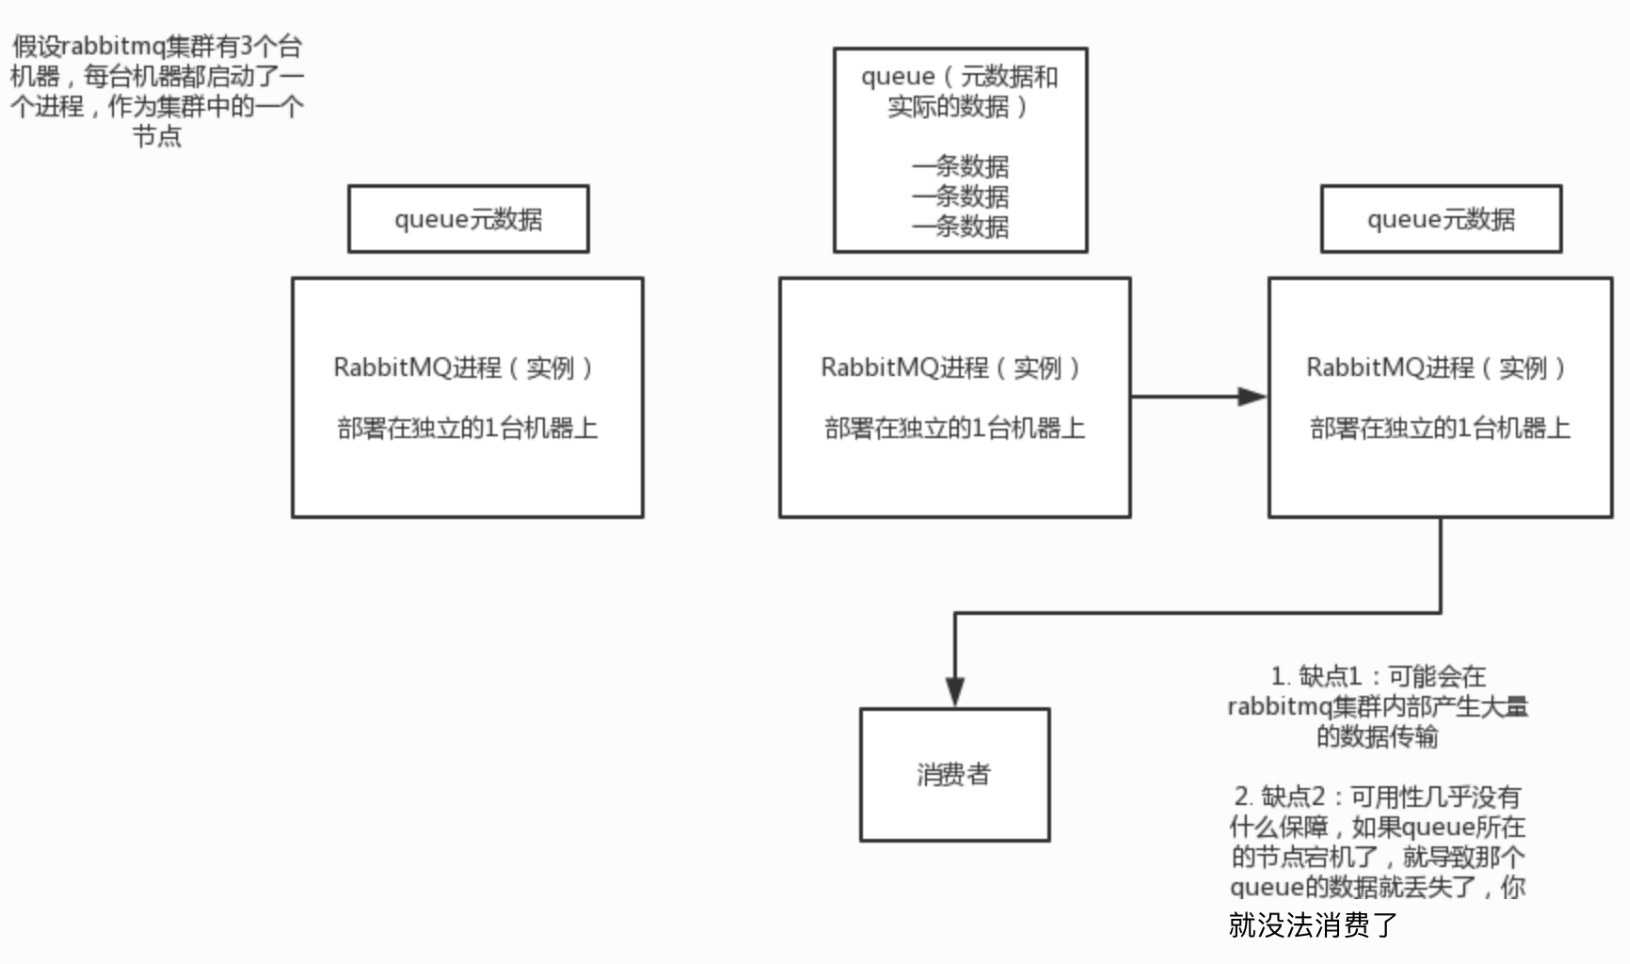 假设rabbitmq集群有3个台
机器，每台机器都启动了一
个进程，作为集群中的一个
节点
queue元数据
RabbitMQ进程（实例）
部署在独立的1台机器上
queue（元数据和
实际的数据）
一条数据
一条数据
一条数据
RabbitMQ进程（实例）
部署在独立的1台机器上
queue元数据
RabbitMQ进程（实例）
部署在独立的1台机器上
消费者
1. 缺点1：可能会在
rabbitmq集群内部产生大量
的数据传输
2. 缺点2：可用性几乎没有
什么保障，如果queue所在
的节点宕机了，就导致那个
queue的数据就丢失了，你
就没法消费了